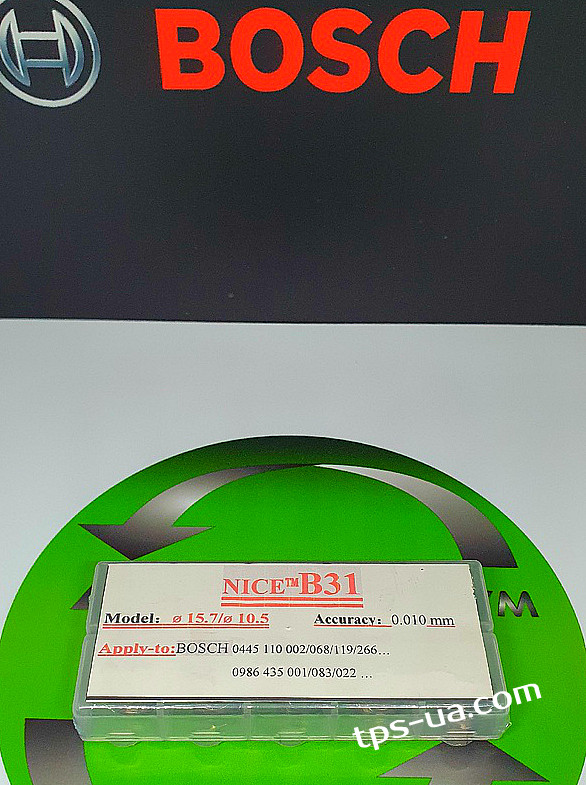 BOSCH
NICE™B31
Model: ø 15.7/ø 10.5 Accuracy: 0.010 mm
Apply-to:BOSCH 0445 110 002/068/119/266...
0986 435 001/083/022 ...
tps-ua.com